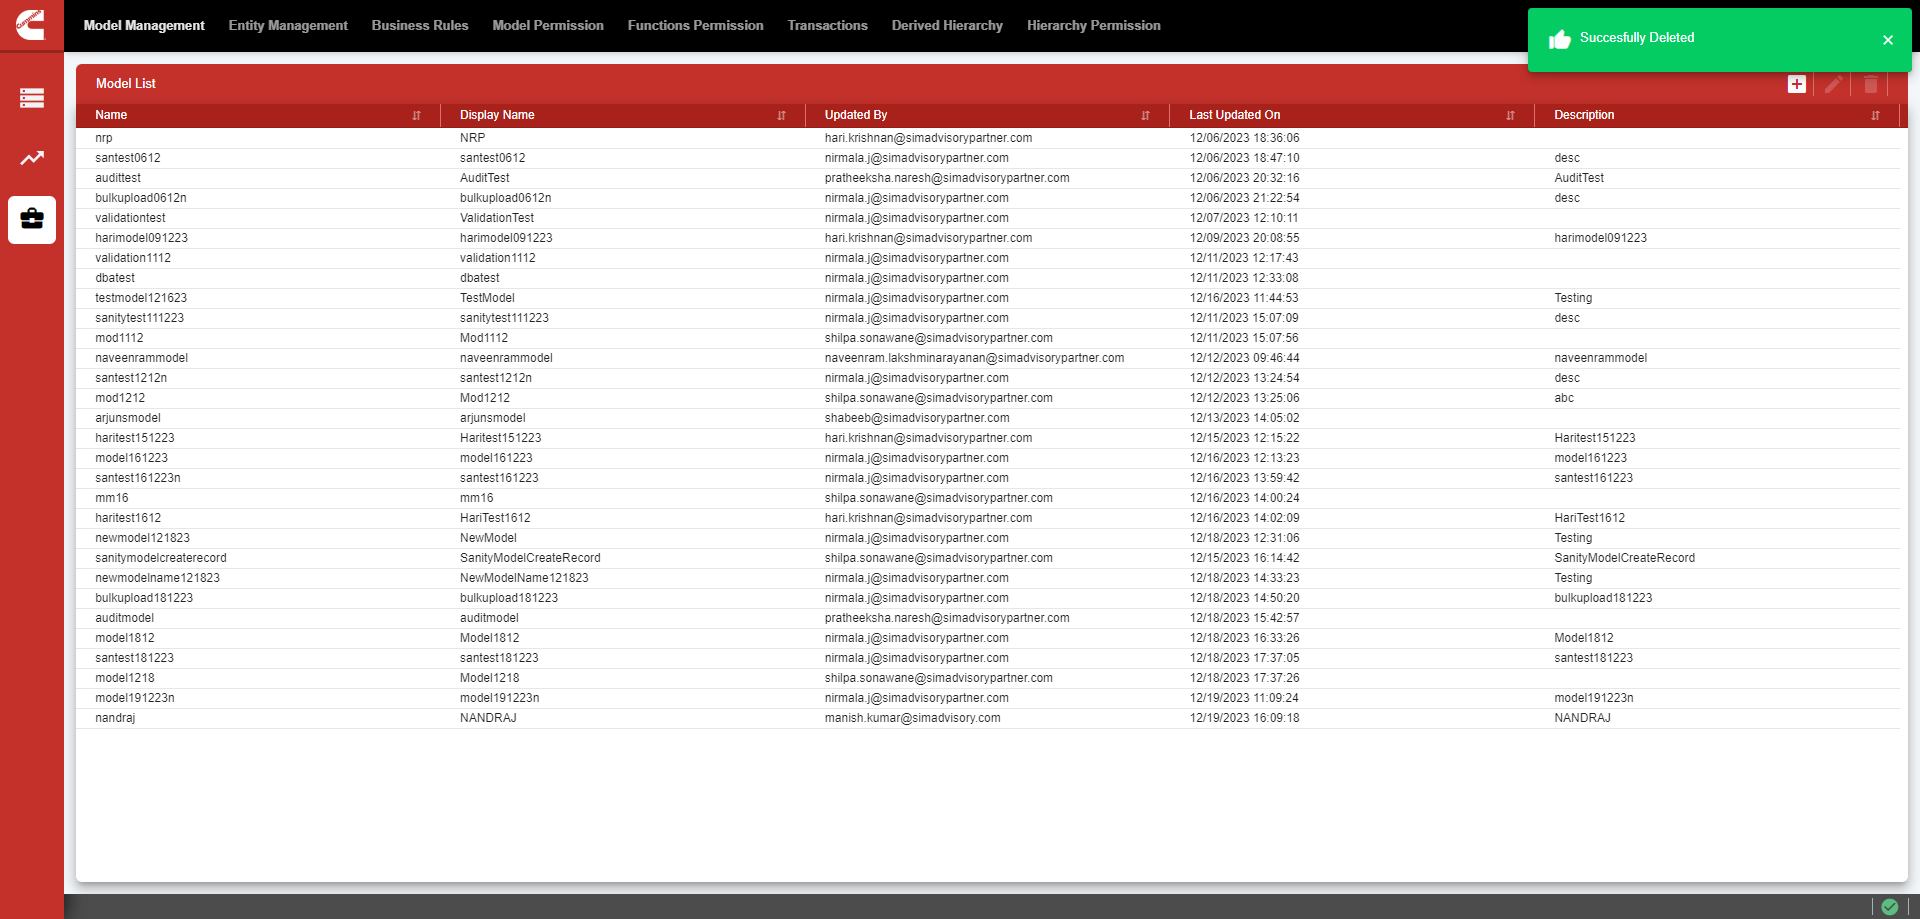 Cummins
Model Management Entity Management Business Rules Model Permission Functions Permission Transactions Derived Hierarchy Hierarchy Permission
Succesfully Deleted
Model List
Name Display Name Updated By Last Updated On Description
nrp NRP hari.krishnan@simadvisorypartner.com 12/06/2023 18:36:06
santest0612 santest0612 nirmala.j@simadvisorypartner.com 12/06/2023 18:47:10 desc
audittest AuditTest pratheeksha.naresh@simadvisorypartner.com 12/06/2023 20:32:16 AuditTest
bulkupload0612n bulkupload0612n nirmala.j@simadvisorypartner.com 12/06/2023 21:22:54 desc
validationtest ValidationTest nirmala.j@simadvisorypartner.com 12/07/2023 12:10:11
harimodel091223 harimodel091223 hari.krishnan@simadvisorypartner.com 12/09/2023 20:08:55 harimodel091223
validation1112 validation1112 nirmala.j@simadvisorypartner.com 12/11/2023 12:17:43
dbatest dbatest nirmala.j@simadvisorypartner.com 12/11/2023 12:33:08
testmodel121623 TestModel nirmala.j@simadvisorypartner.com 12/16/2023 11:44:53 Testing
sanitytest111223 sanitytest111223 nirmala.j@simadvisorypartner.com 12/11/2023 15:07:09 desc
mod1112 Mod1112 shilpa.sonawane@simadvisorypartner.com 12/11/2023 15:07:56
naveenrammodel naveenrammodel naveenram.lakshminarayanan@simadvisorypartner.com 12/12/2023 09:46:44 naveenrammodel
santest1212n santest1212n nirmala.j@simadvisorypartner.com 12/12/2023 13:24:54 desc
mod1212 Mod1212 shilpa.sonawane@simadvisorypartner.com 12/12/2023 13:25:06 abc
arjunsmodel arjunsmodel shabeeb@simadvisorypartner.com 12/13/2023 14:05:02
haritest151223 Haritest151223 hari.krishnan@simadvisorypartner.com 12/15/2023 12:15:22 Haritest151223
model161223 model161223 nirmala.j@simadvisorypartner.com 12/16/2023 12:13:23 model161223
santest161223n santest161223 nirmala.j@simadvisorypartner.com 12/16/2023 13:59:42 santest161223
mm16 mm16 shilpa.sonawane@simadvisorypartner.com 12/16/2023 14:00:24
haritest1612 HariTest1612 hari.krishnan@simadvisorypartner.com 12/16/2023 14:02:09 HariTest1612
newmodel121823 NewModel nirmala.j@simadvisorypartner.com 12/18/2023 12:31:06 Testing
sanitymodelcreaterecord SanityModelCreateRecord shilpa.sonawane@simadvisorypartner.com 12/15/2023 16:14:42 SanityModelCreateRecord
newmodelname121823 NewModelName121823 nirmala.j@simadvisorypartner.com 12/18/2023 14:33:23 Testing
bulkupload181223 bulkupload181223 nirmala.j@simadvisorypartner.com 12/18/2023 14:50:20 bulkupload181223
auditmodel auditmodel pratheeksha.naresh@simadvisorypartner.com 12/18/2023 15:42:57
model1812 Model1812 nirmala.j@simadvisorypartner.com 12/18/2023 16:33:26 Model1812
santest181223 santest181223 nirmala.j@simadvisorypartner.com 12/18/2023 17:37:05 santest181223
model1218 Model1218 shilpa.sonawane@simadvisorypartner.com 12/18/2023 17:37:26
model191223n model191223n nirmala.j@simadvisorypartner.com 12/19/2023 11:09:24 model191223n
nandraj NANDRAJ manish.kumar@simadvisory.com 12/19/2023 16:09:18 NANDRAJ